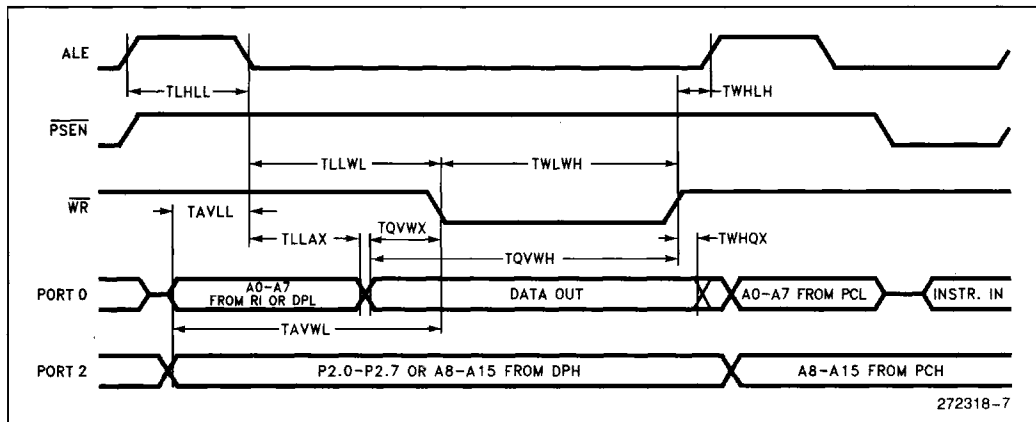 ALE
TLHLL
TWHLH
PSEN
TLLWL
TWLWH
WR
TAVLL
TLLAX
TQVWX
TWHQX
TQVWH
PORT 0
A0-A7
FROM RI OR DPL
DATA OUT
A0-A7 FROM PCL
INSTR. IN
TAVWL
PORT 2
P2.0-P2.7 OR A8-A15 FROM DPH
A8-A15 FROM PCH
272318-7